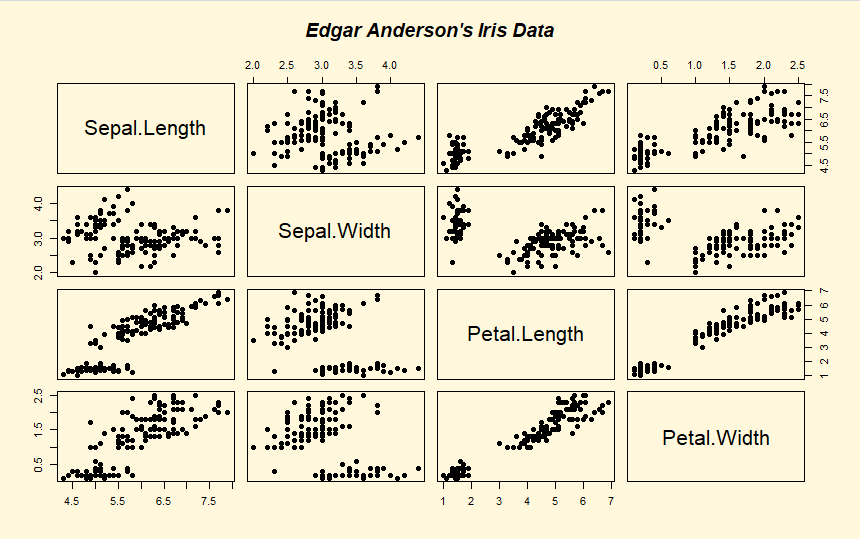 Edgar Anderson's Iris Data
2.0 2.5 3.0 3.5 4.0 0.5 1.0 1.5 2.0 2.5
Sepal.Length
4.5 5.5 6.5 7.5
2.0 3.0 4.0
Sepal.Width
Petal.Length
1 2 3 4 5 6 7
0.5 1.5 2.5
Petal.Width
4.5 5.5 6.5 7.5 1 2 3 4 5 6 7